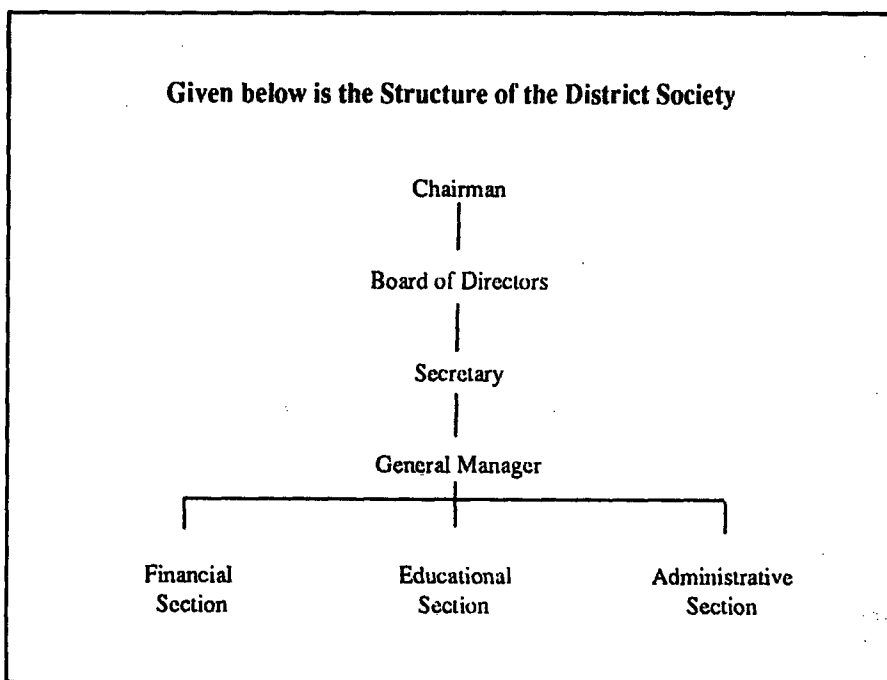 Given below is the Structure of the District Society
Chairman
Board of Directors
Secretary
General Manager
Financial Educational Administrative
Section Section Section